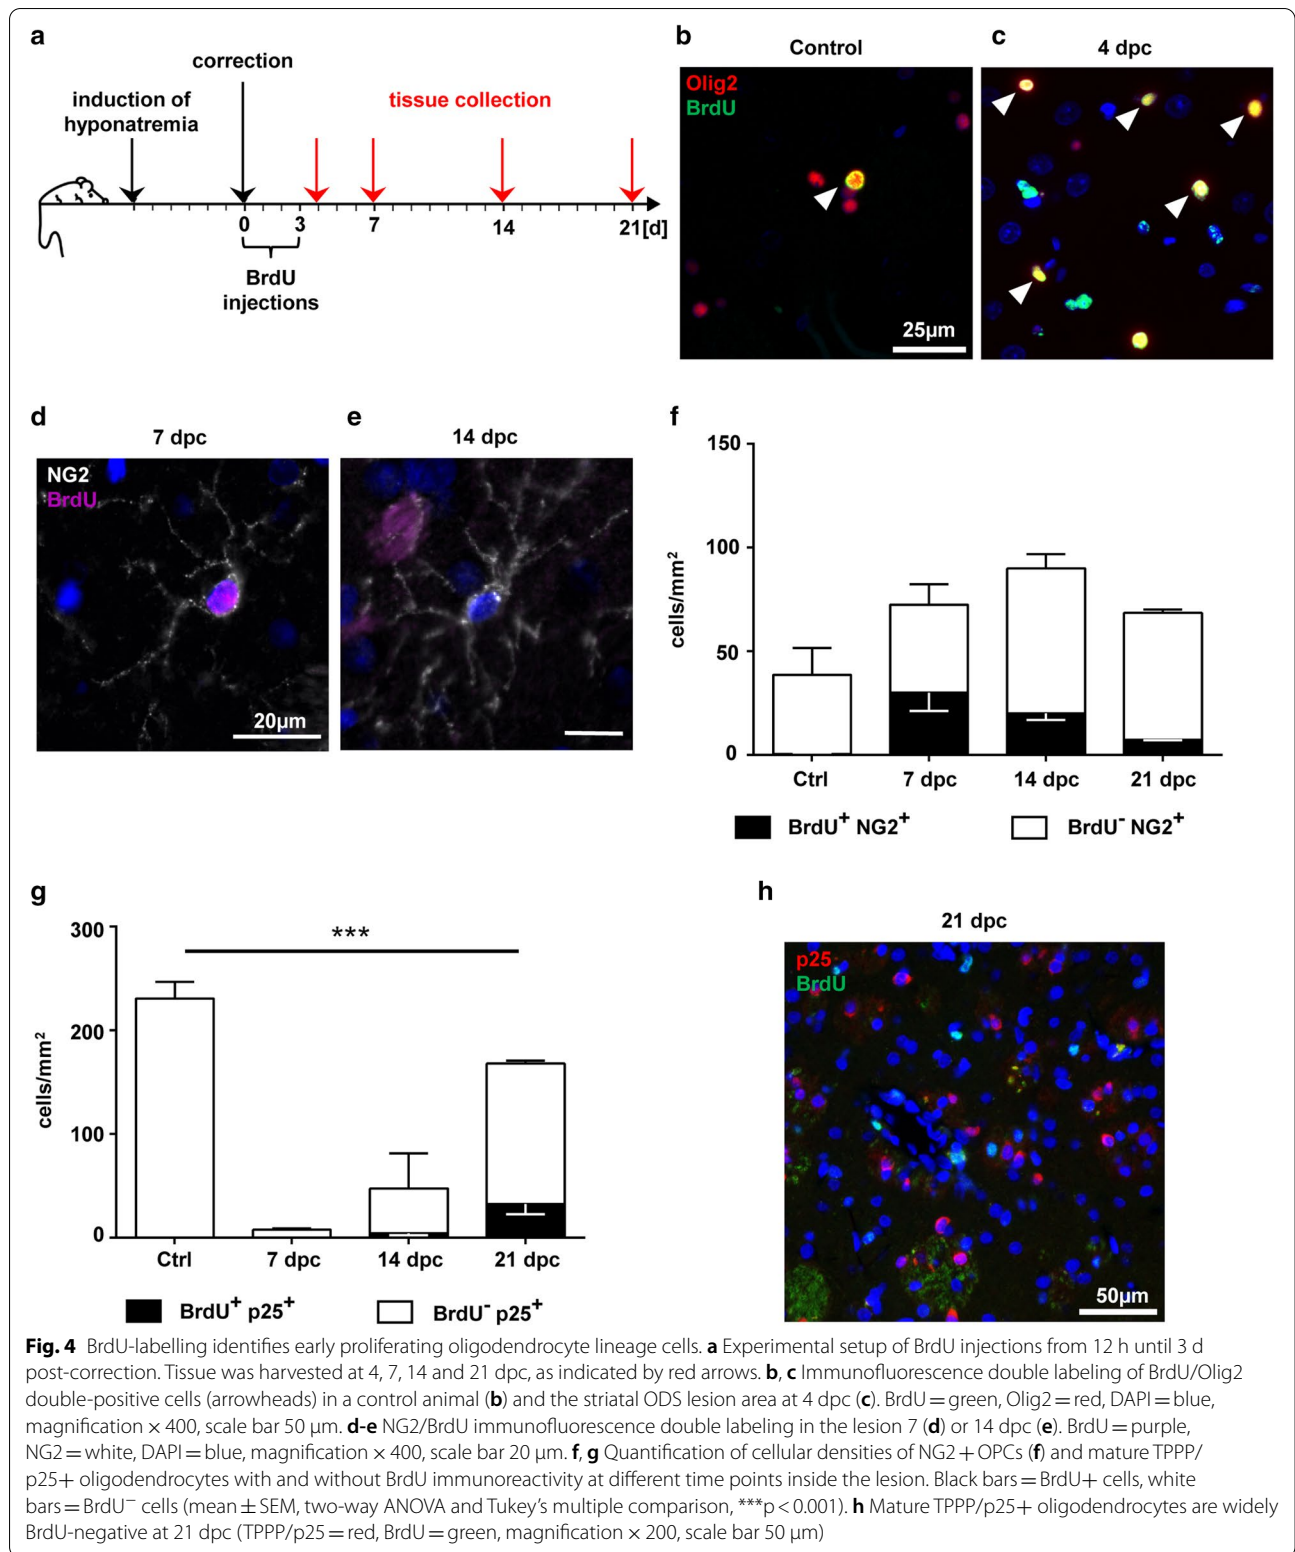 a
correction
induction of
hyponatremia
tissue collection
0 3 7 14 21[d]
BrdU
injections
b
Control
Olig2
BrdU
25µm
c
4 dpc
d
7 dpc
NG2
BrdU
20µm
e
14 dpc
f
150
100
50
0
cells/mm²
Ctrl 7 dpc 14 dpc 21 dpc
BrdU⁺ NG2⁺ BrdU⁻ NG2⁺
g
300
200
100
0
cells/mm²
***
Ctrl 7 dpc 14 dpc 21 dpc
BrdU⁺ p25⁺ BrdU⁻ p25⁺
h
21 dpc
p25
BrdU
50µm
Fig. 4 BrdU-labelling identifies early proliferating oligodendrocyte lineage cells. a Experimental setup of BrdU injections from 12 h until 3 d
post-correction. Tissue was harvested at 4, 7, 14 and 21 dpc, as indicated by red arrows. b, c Immunofluorescence double labeling of BrdU/Olig2
double-positive cells (arrowheads) in a control animal (b) and the striatal ODS lesion area at 4 dpc (c). BrdU = green, Olig2 = red, DAPI = blue,
magnification × 400, scale bar 50 µm. d-e NG2/BrdU immunofluorescence double labeling in the lesion 7 (d) or 14 dpc (e). BrdU = purple,
NG2 = white, DAPI = blue, magnification × 400, scale bar 20 µm. f, g Quantification of cellular densities of NG2 + OPCs (f) and mature TPPP/
p25+ oligodendrocytes with and without BrdU immunoreactivity at different time points inside the lesion. Black bars = BrdU+ cells, white
bars = BrdU⁻ cells (mean ± SEM, two-way ANOVA and Tukey's multiple comparison, ***p < 0.001). h Mature TPPP/p25+ oligodendrocytes are widely
BrdU-negative at 21 dpc (TPPP/p25 = red, BrdU = green, magnification × 200, scale bar 50 µm)